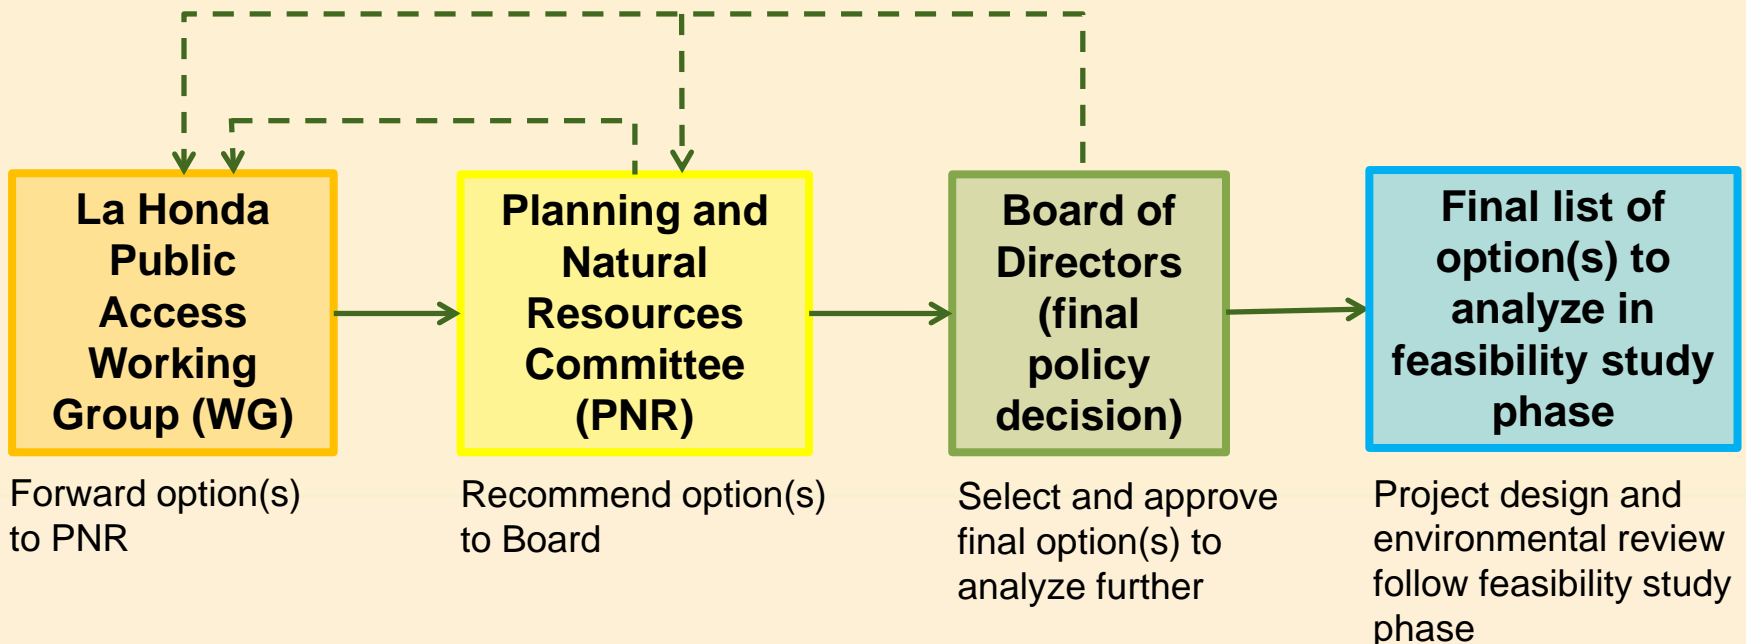 La Honda
Public
Access
Working
Group (WG)
Planning and
Natural
Resources
Committee
(PNR)
Board of
Directors
(final
policy
decision)
Final list of
option(s) to
analyze in
feasibility study
phase
Forward option(s)
to PNR
Recommend option(s)
to Board
Select and approve
final option(s) to
analyze further
Project design and
environmental review
follow feasibility study
phase